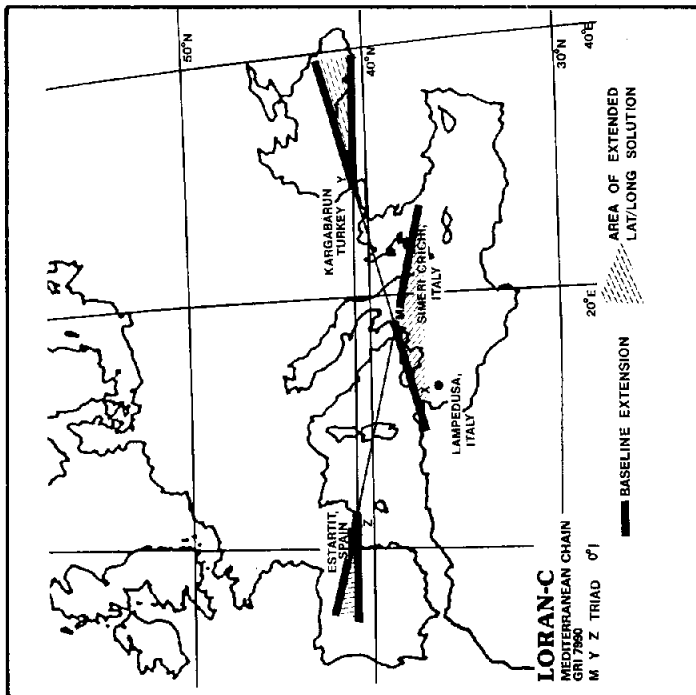 LORAN-C
MEDITERRANEAN CHAIN
GRI 7990
M Y Z TRIAD
0°
50°N
40°N
30°N
40°E
20°E
KARGABARUN
TURKEY
Y
ESTARTIT,
SPAIN
Z
M
SIMERI CRICHI,
ITALY
X
LAMPEDUSA,
ITALY
BASELINE EXTENSION
AREA OF EXTENDED
LAT/LONG SOLUTION